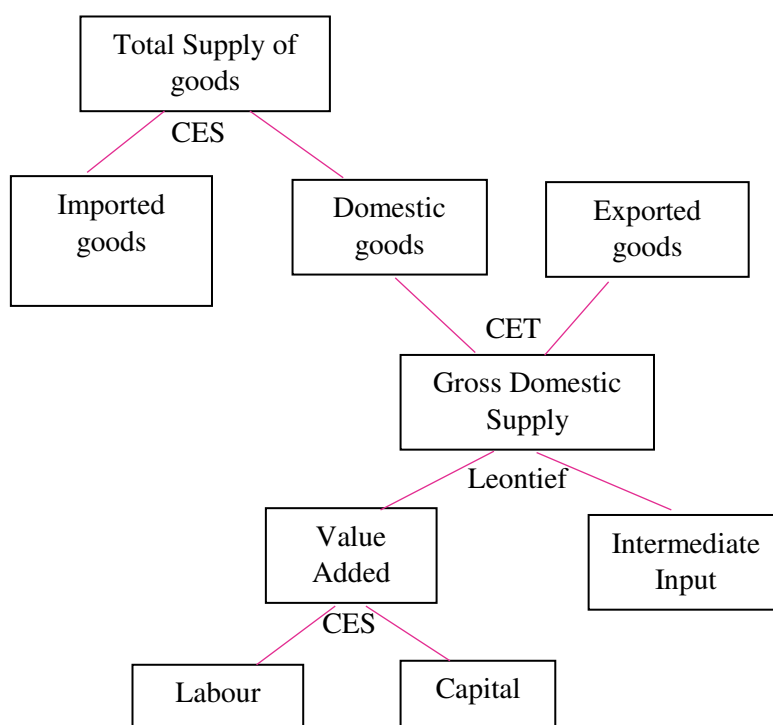 Total Supply of
goods
CES
Imported
goods
Domestic
goods
Exported
goods
CET
Gross Domestic
Supply
Leontief
Value
Added
Intermediate
Input
CES
Labour
Capital